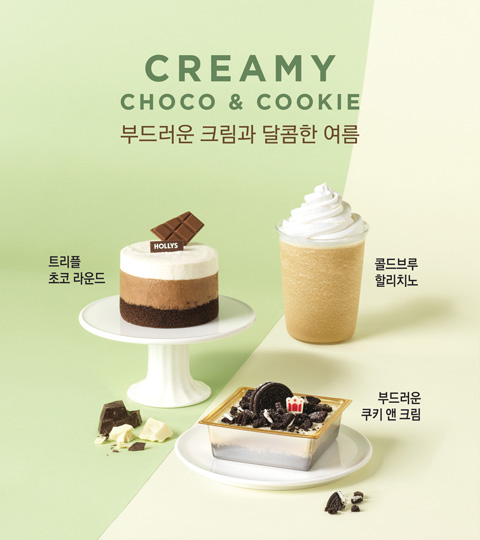 CREAMY
CHOCO & COOKIE
부드러운 크림과 달콤한 여름
HOLLYS
트리플
초코 라운드
콜드브루
할리치노
부드러운
쿠키 앤 크림